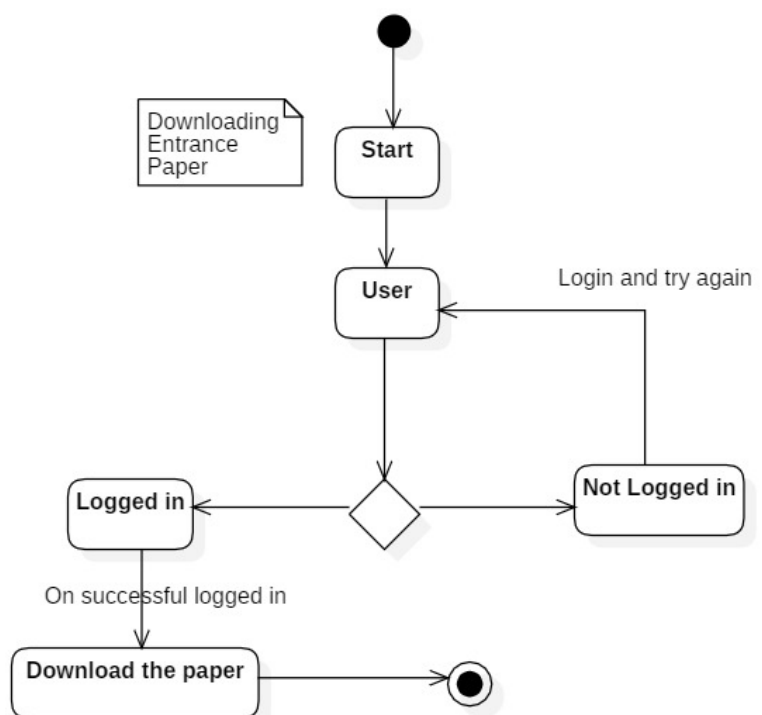 Downloading
Entrance
Paper
Start
User
Login and try again
Logged in
Not Logged in
On successful logged in
Download the paper